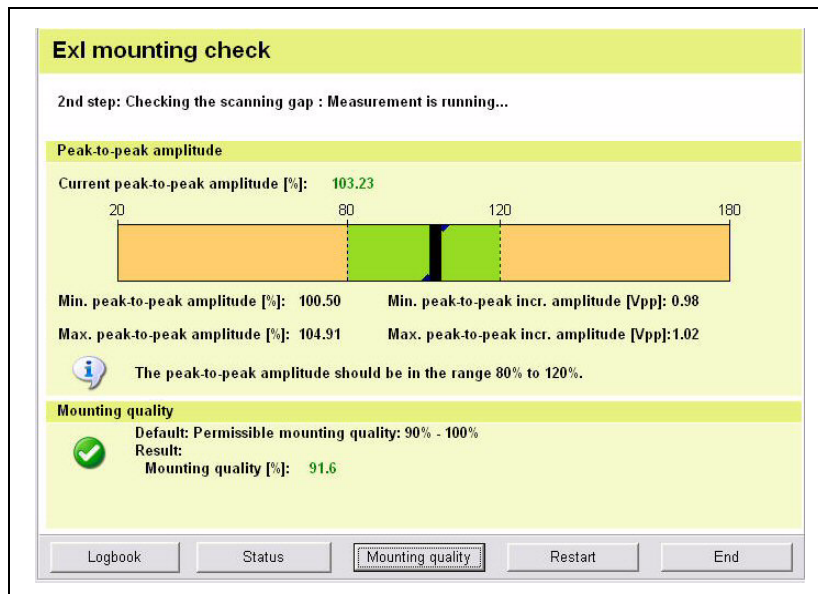 ExI mounting check
2nd step: Checking the scanning gap : Measurement is running...
Peak-to-peak amplitude
Current peak-to-peak amplitude [%]: 103.23
20 80 120 180
Min. peak-to-peak amplitude [%]: 100.50 Min. peak-to-peak incr. amplitude [Vpp]: 0.98
Max. peak-to-peak amplitude [%]: 104.91 Max. peak-to-peak incr. amplitude [Vpp]:1.02
The peak-to-peak amplitude should be in the range 80% to 120%.
Mounting quality
Default: Permissible mounting quality: 90% - 100%
Result:
Mounting quality [%]: 91.6
Logbook Status Mounting quality Restart End